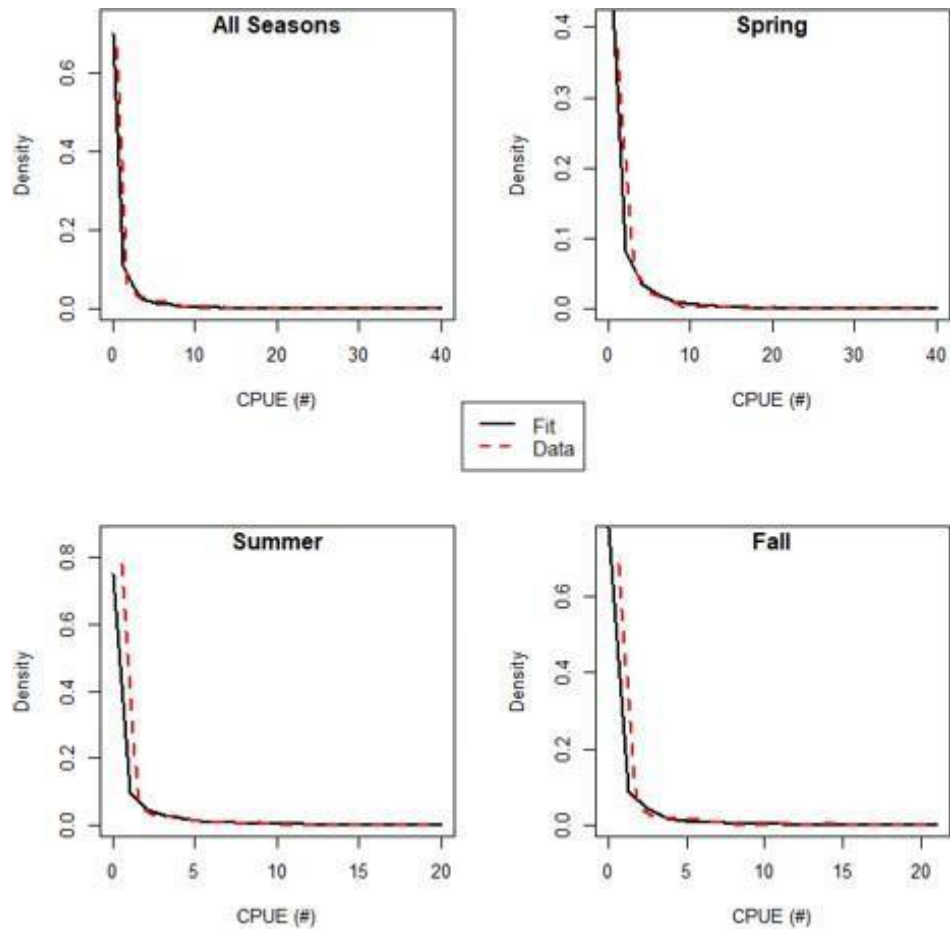 All Seasons
Density
0.0 0.2 0.4 0.6
0 10 20 30 40
CPUE (#)
Spring
Density
0.0 0.1 0.2 0.3 0.4
0 10 20 30 40
CPUE (#)
Fit
Data
Summer
Density
0.0 0.2 0.4 0.6 0.8
0 5 10 15 20
CPUE (#)
Fall
Density
0.0 0.2 0.4 0.6
0 5 10 15 20
CPUE (#)